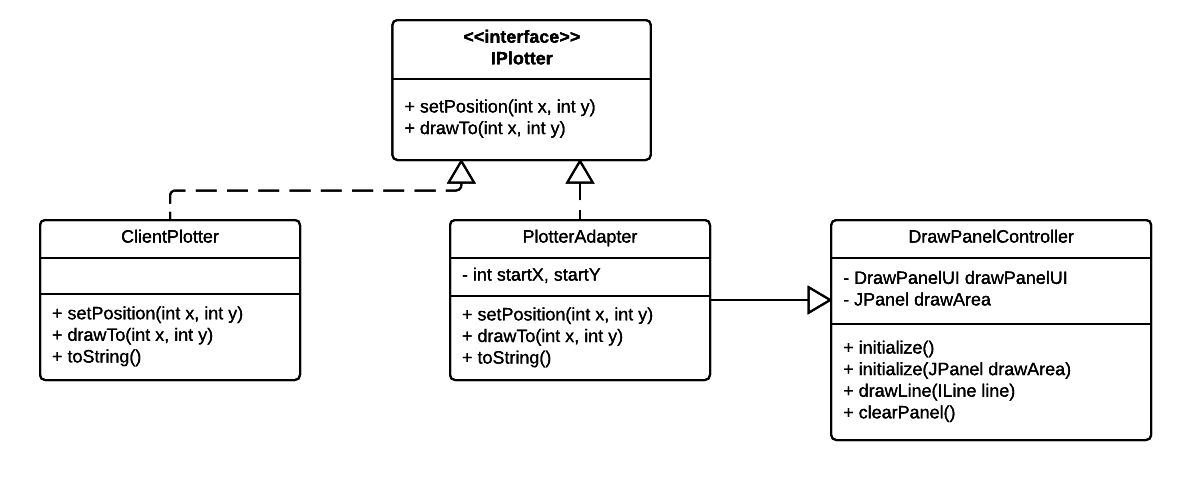 <<interface>>
IPlotter
+ setPosition(int x, int y)
+ drawTo(int x, int y)
ClientPlotter
+ setPosition(int x, int y)
+ drawTo(int x, int y)
+ toString()
PlotterAdapter
- int startX, startY
+ setPosition(int x, int y)
+ drawTo(int x, int y)
+ toString()
DrawPanelController
- DrawPanelUI drawPanelUI
- JPanel drawArea
+ initialize()
+ initialize(JPanel drawArea)
+ drawLine(ILine line)
+ clearPanel()